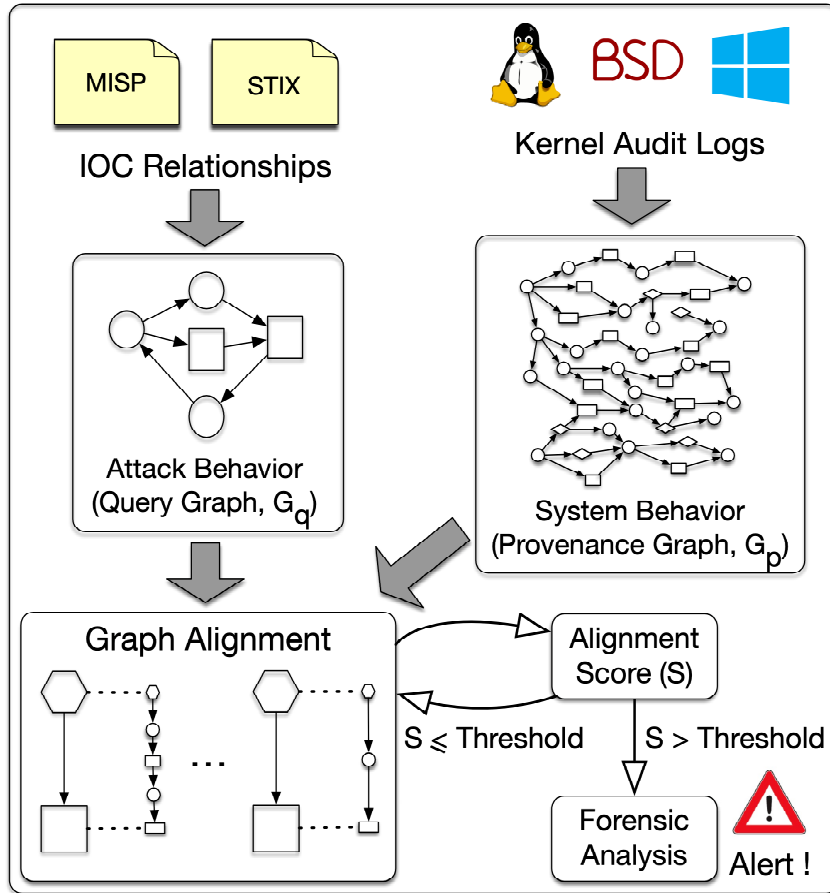 MISP
STIX
BSD
IOC Relationships
Kernel Audit Logs
Attack Behavior
(Query Graph, Gq)
System Behavior
(Provenance Graph, Gp)
Graph Alignment
...
Alignment
Score (S)
S ⩽ Threshold
S > Threshold
Forensic
Analysis
!
Alert !